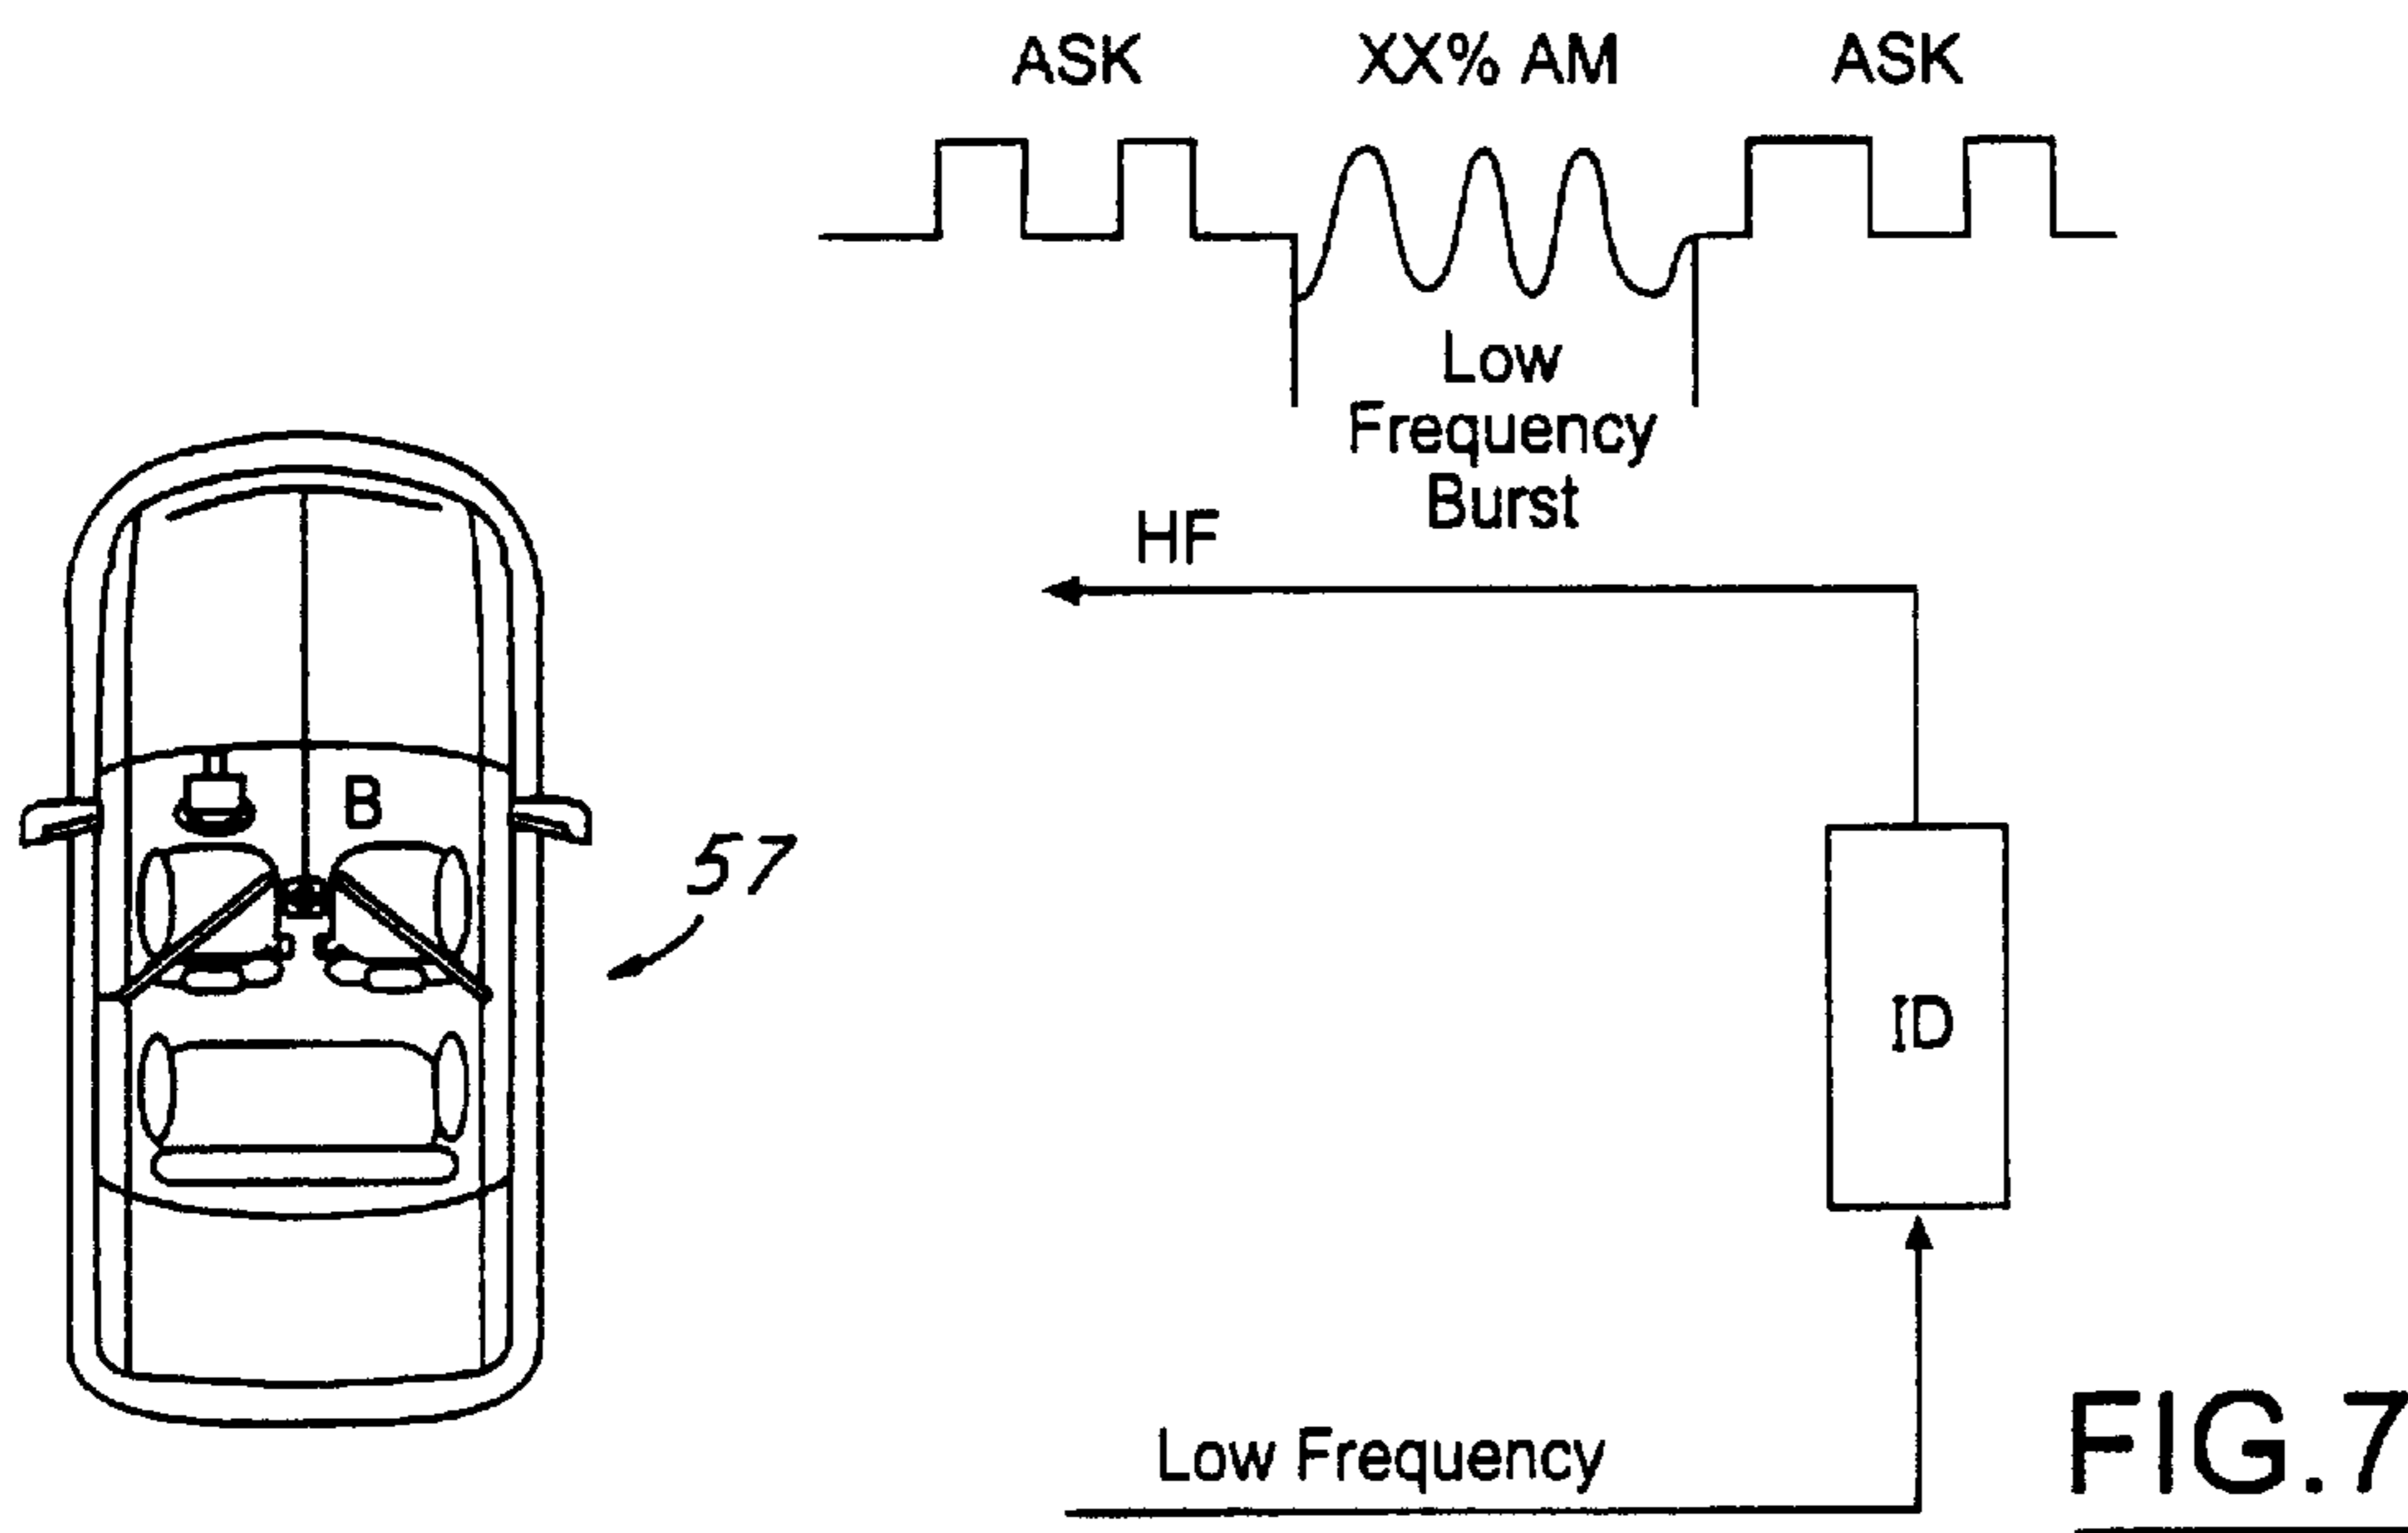 ASK
XX% AM
ASK
Low
Frequency
Burst
HF
B
57
ID
Low Frequency
FIG.7